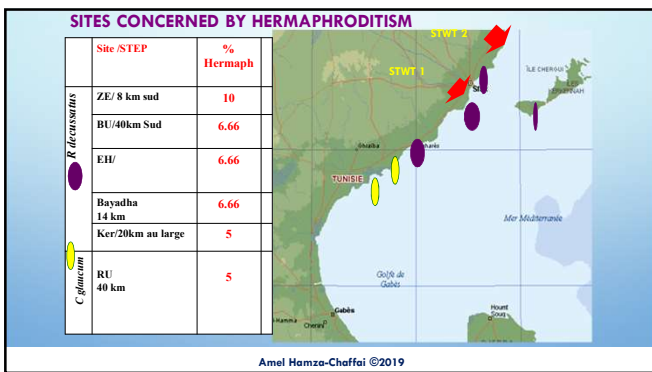 SITES CONCERNED BY HERMAPHRODITISM
Site /STEP
%
Hermaph
R decussatus
ZE/ 8 km sud
10
BU/40km Sud
6.66
EH/
6.66
Bayadha
14 km
6.66
Ker/20km au large
5
C glaucum
RU
40 km
5
STWT 2
STWT 1
ÎLE CHERGUI
TUNISIE
Mer Méditerranée
Golfe de
Gabès
Gabès
Houmt
Souq
Amel Hamza-Chaffai ©2019